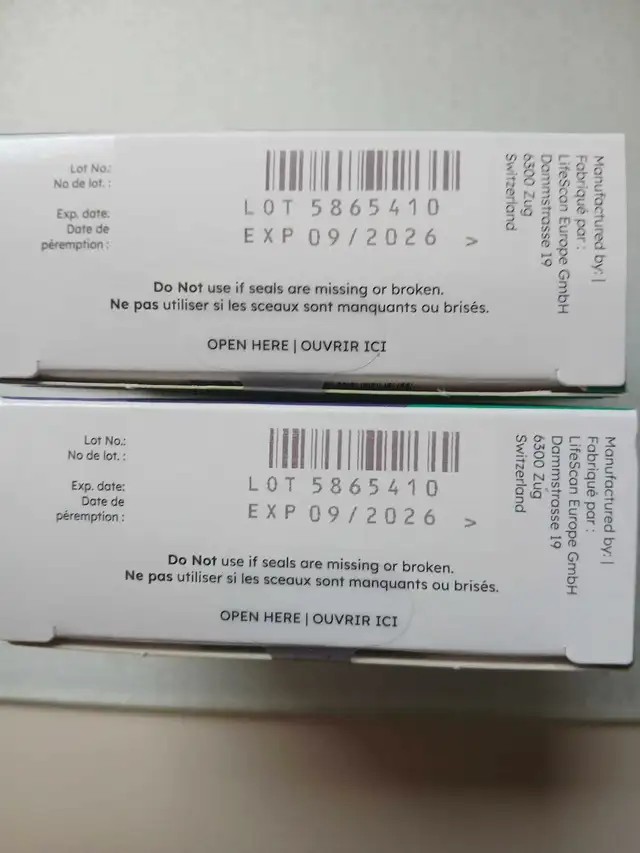 Lot No.:
No de lot. :
LOT 5865410
Exp. date:
Date de
péremption :
EXP 09/2026 >
Do Not use if seals are missing or broken.
Ne pas utiliser si les sceaux sont manquants ou brisés.
OPEN HERE | OUVRIR ICI
Manufactured by: |
Fabriqué par :
LifeScan Europe GmbH
Dammstrasse 19
6300 Zug
Switzerland
Lot No.:
No de lot. :
LOT 5865410
Exp. date:
Date de
péremption :
EXP 09/2026 >
Do Not use if seals are missing or broken.
Ne pas utiliser si les sceaux sont manquants ou brisés.
OPEN HERE | OUVRIR ICI
Manufactured by: |
Fabriqué par :
LifeScan Europe GmbH
Dammstrasse 19
6300 Zug
Switzerland